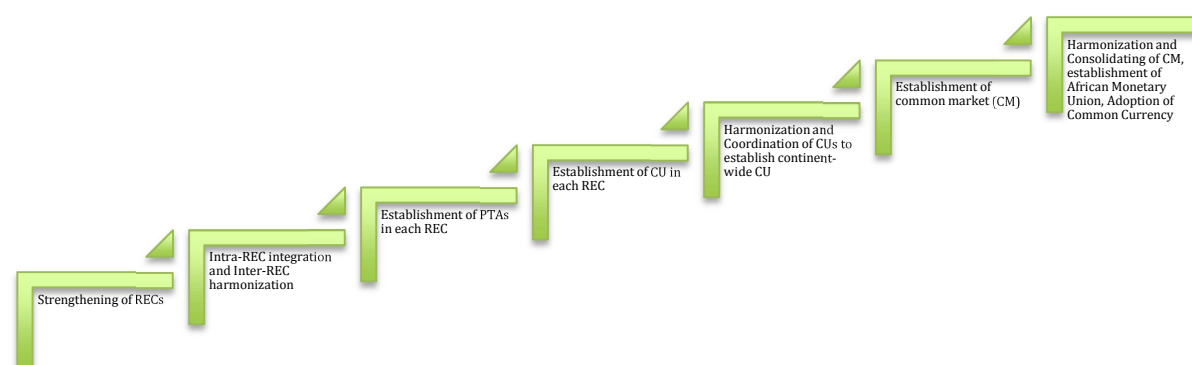 Strengthening of RECs
Intra-REC integration
and Inter-REC
harmonization
Establishment of PTAs
in each REC
Establishment of CU in
each REC
Harmonization and
Coordination of CUs to
establish continent-
wide CU
Establishment of
common market (CM)
Harmonization and
Consolidating of CM,
establishment of
African Monetary
Union, Adoption of
Common Currency